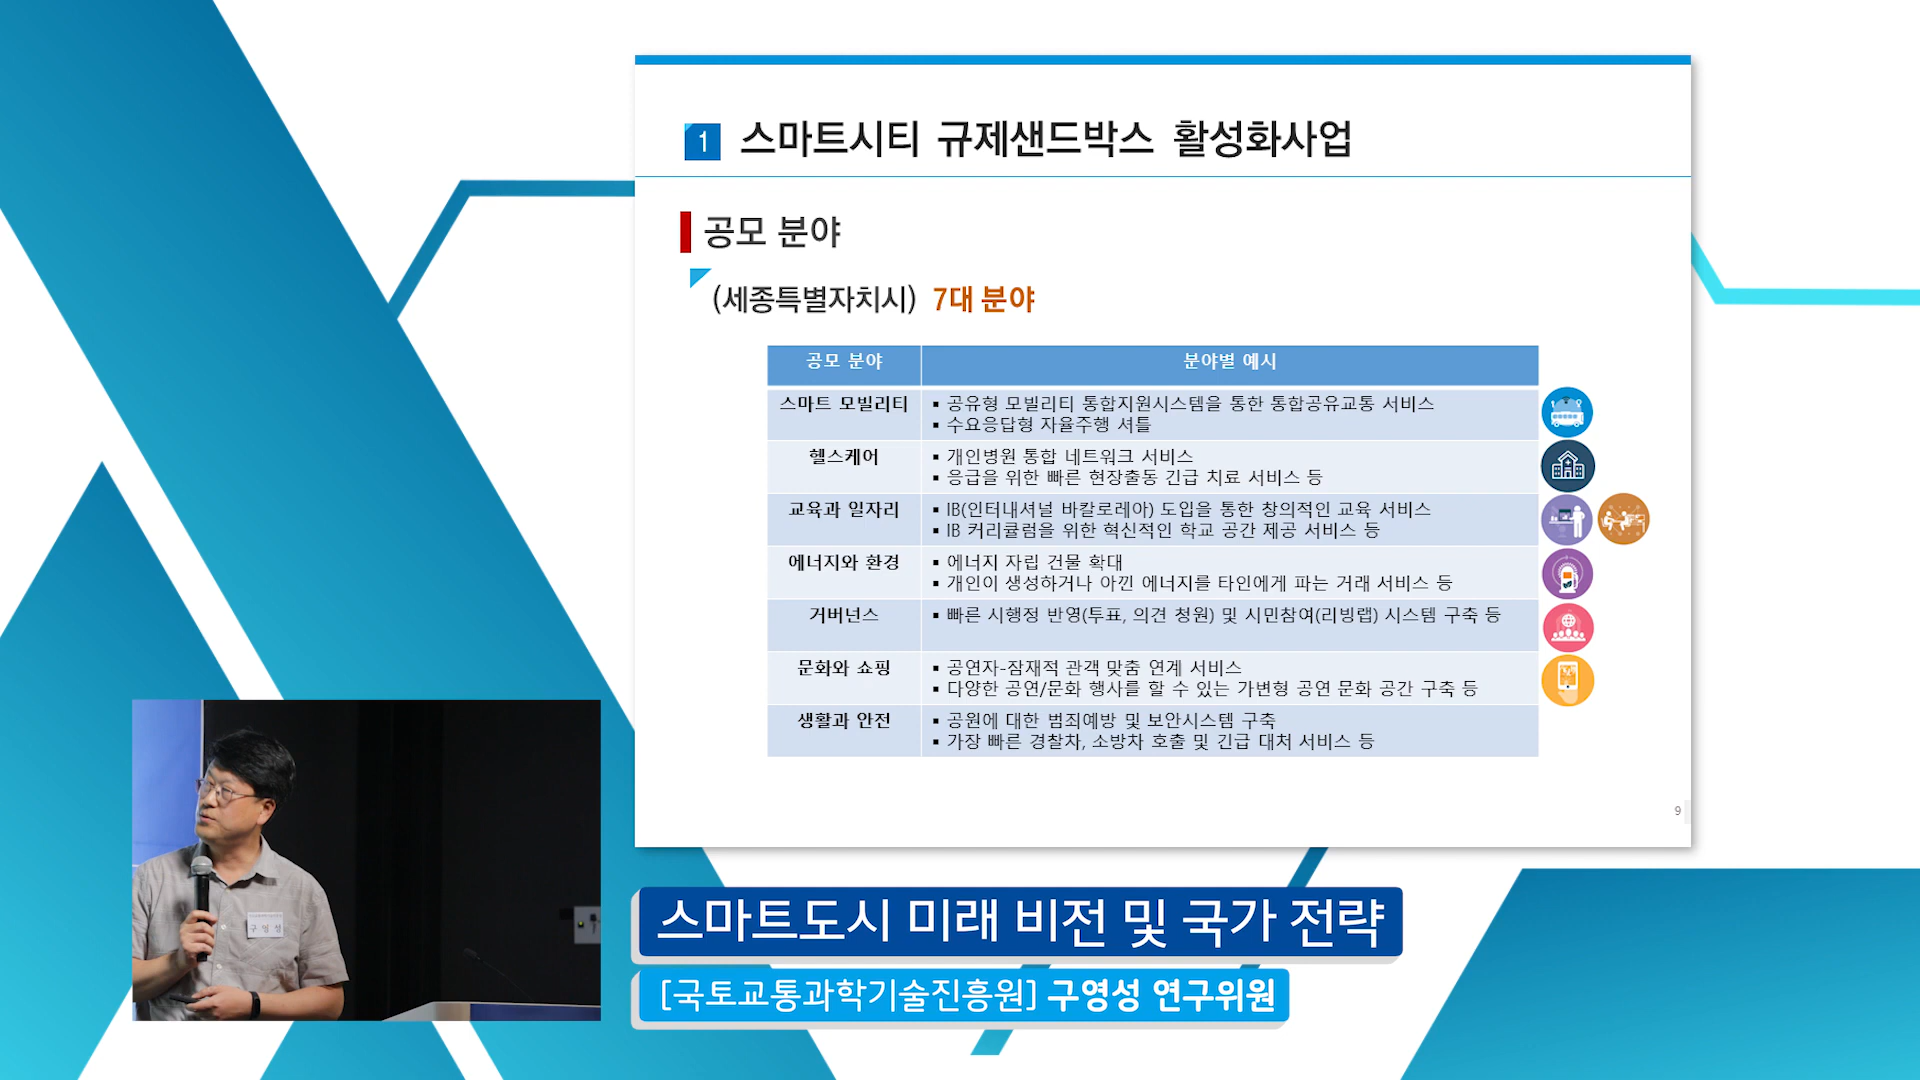 1 스마트시티 규제샌드박스 활성화사업
공모 분야
(세종특별자치시) 7대 분야
공모 분야 분야별 예시
스마트 모빌리티
▪ 공유형 모빌리티 통합지원시스템을 통한 통합공유교통 서비스
▪ 수요응답형 자율주행 셔틀
헬스케어
▪ 개인병원 통합 네트워크 서비스
▪ 응급을 위한 빠른 현장출동 긴급 치료 서비스 등
교육과 일자리
▪ IB(인터내셔널 바칼로레아) 도입을 통한 창의적인 교육 서비스
▪ IB 커리큘럼을 위한 혁신적인 학교 공간 제공 서비스 등
에너지와 환경
▪ 에너지 자립 건물 확대
▪ 개인이 생성하거나 아낀 에너지를 타인에게 파는 거래 서비스 등
거버넌스
▪ 빠른 시행정 반영(투표, 의견 청원) 및 시민참여(리빙랩) 시스템 구축 등
문화와 쇼핑
▪ 공연자-잠재적 관객 맞춤 연계 서비스
▪ 다양한 공연/문화 행사를 할 수 있는 가변형 공연 문화 공간 구축 등
생활과 안전
▪ 공원에 대한 범죄예방 및 보안시스템 구축
▪ 가장 빠른 경찰차, 소방차 호출 및 긴급 대처 서비스 등
9
구 영 성
스마트도시 미래 비전 및 국가 전략
[국토교통과학기술진흥원] 구영성 연구위원